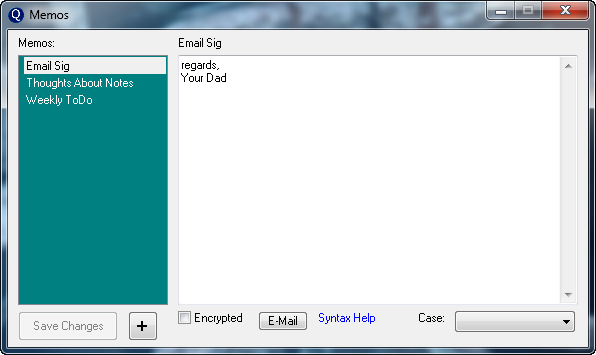 Q Memos
Memos:
Email Sig
Email Sig
Thoughts About Notes
Weekly ToDo
regards,
Your Dad
Save Changes
+
Encrypted
E-Mail
Syntax Help
Case: